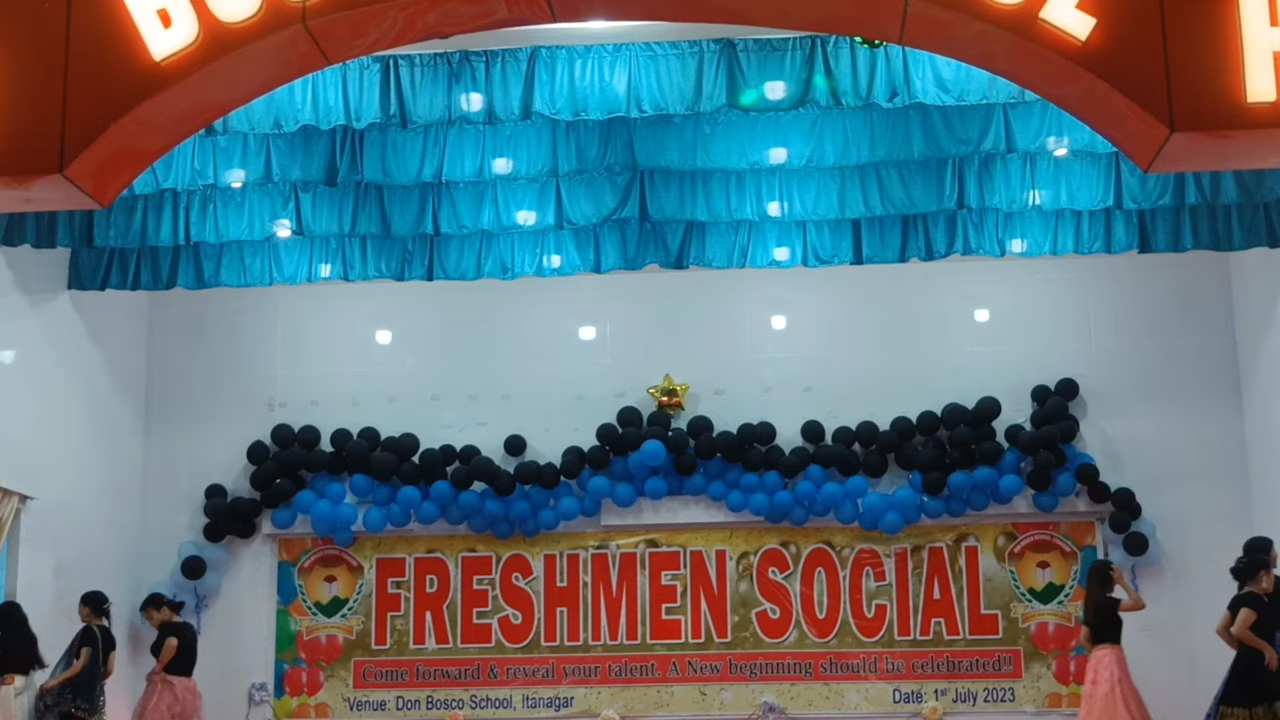 FRESHMEN SOCIAL
Come forward & reveal your talent. A New beginning should be celebrated!!
Venue: Don Bosco School, Itanagar
Date: 1st July 2023